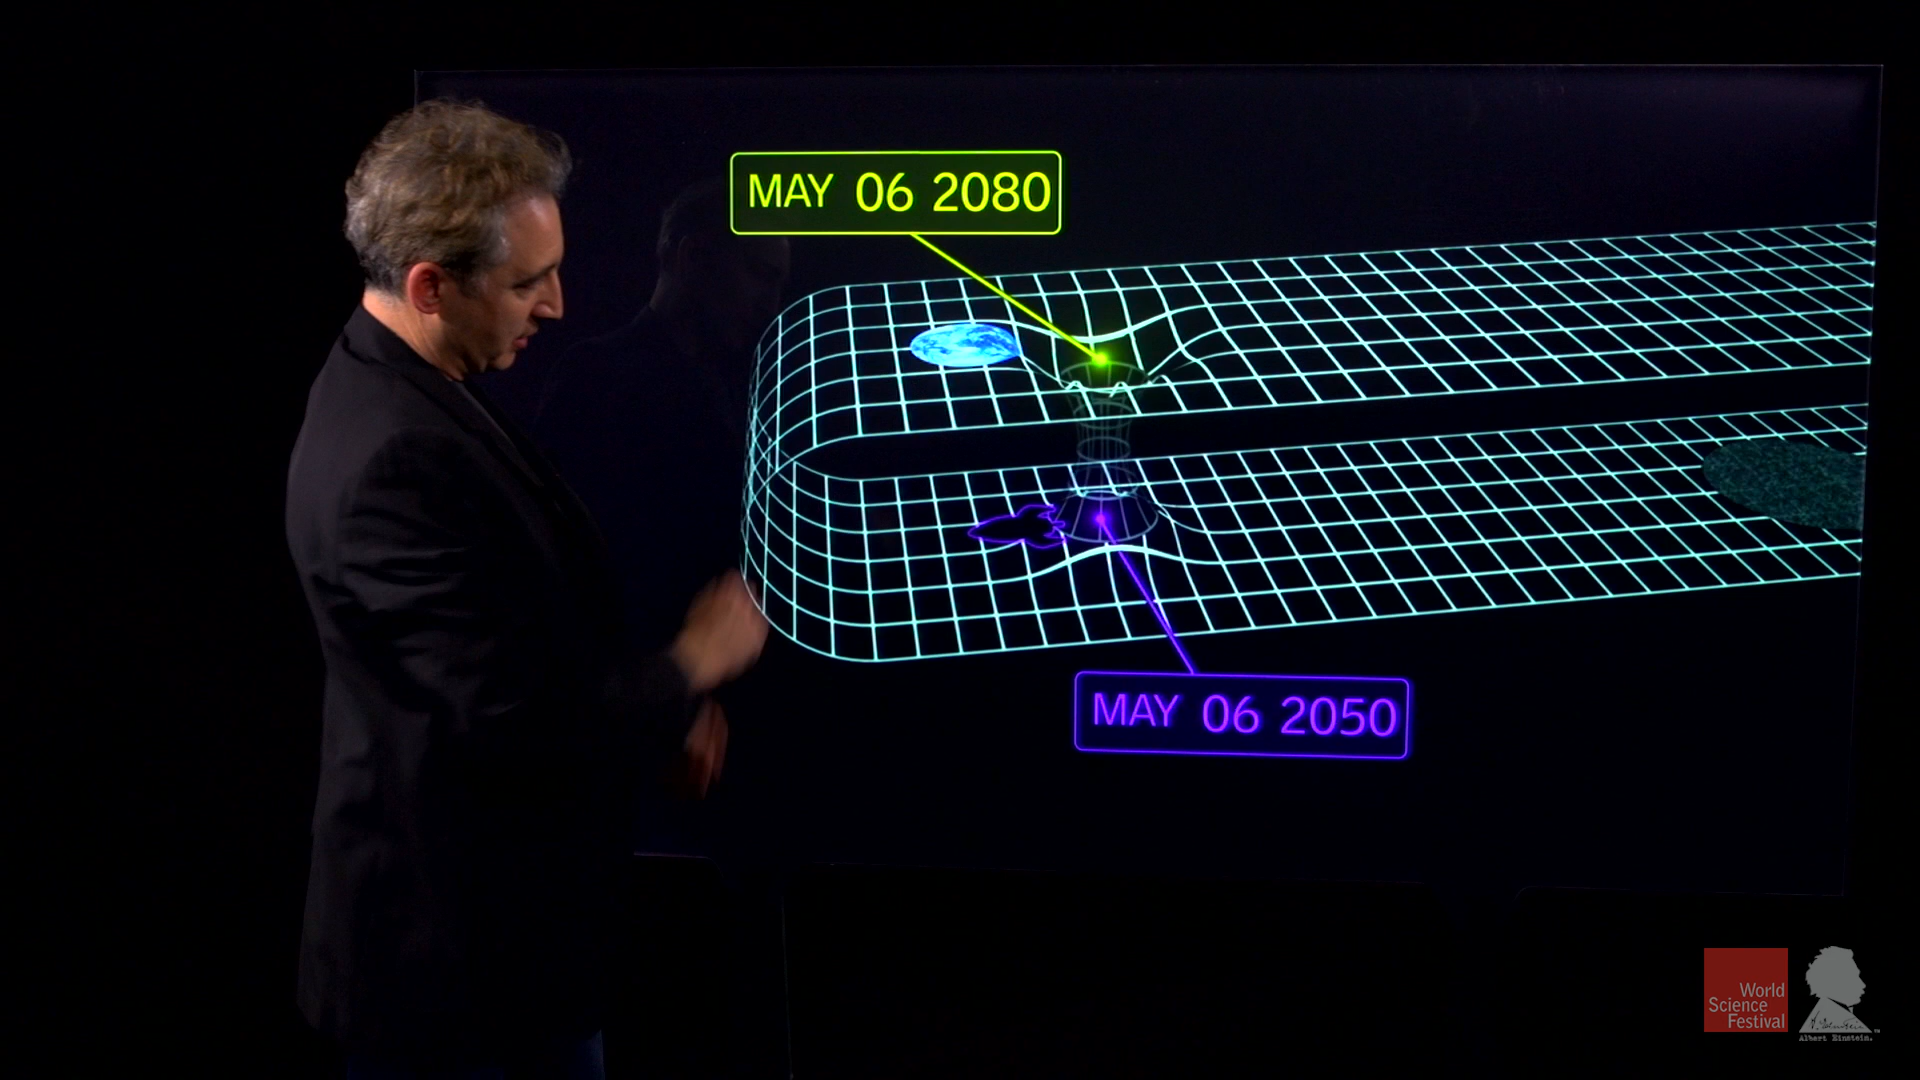 MAY 06 2080
MAY 06 2050
World
Science
Festival
Albert Einstein.